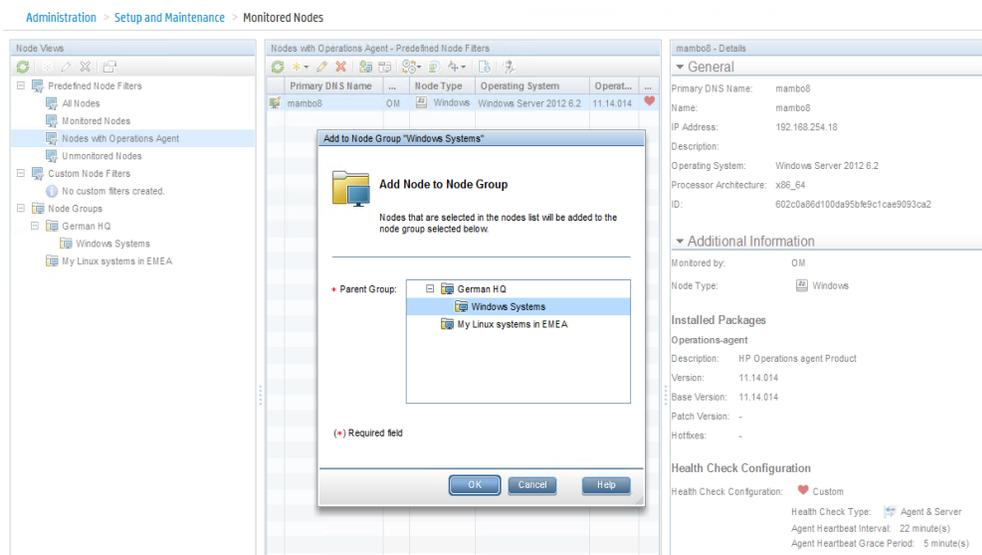 Administration > Setup and Maintenance > Monitored Nodes
Node Views
Predefined Node Filters
All Nodes
Monitored Nodes
Nodes with Operations Agent
Unmonitored Nodes
Custom Node Filters
No custom filters created.
Node Groups
German HQ
Windows Systems
My Linux systems in EMEA
Nodes with Operations Agent - Predefined Node Filters
Primary DNS Name ... Node Type Operating System Operat... ...
mambo8 OM Windows Windows Server 2012 6.2 11.14.014
Add to Node Group "Windows Systems"
Add Node to Node Group
Nodes that are selected in the nodes list will be added to the
node group selected below.
* Parent Group:
German HQ
Windows Systems
My Linux systems in EMEA
(*) Required field
OK Cancel Help
mambo8 - Details
General
Primary DNS Name: mambo8
Name: mambo8
IP Address: 192.168.254.18
Description:
Operating System: Windows Server 2012 6.2
Processor Architecture: x86_64
ID: 602c0a86d100da95bfe9c1cae9093ca2
Additional Information
Monitored by: OM
Node Type: Windows
Installed Packages
Operations-agent
Description: HP Operations agent Product
Version: 11.14.014
Base Version: 11.14.014
Patch Version: -
Hotfixes: -
Health Check Configuration
Health Check Configuration: Custom
Health Check Type: Agent & Server
Agent Heartbeat Interval: 22 minute(s)
Agent Heartbeat Grace Period: 5 minute(s)